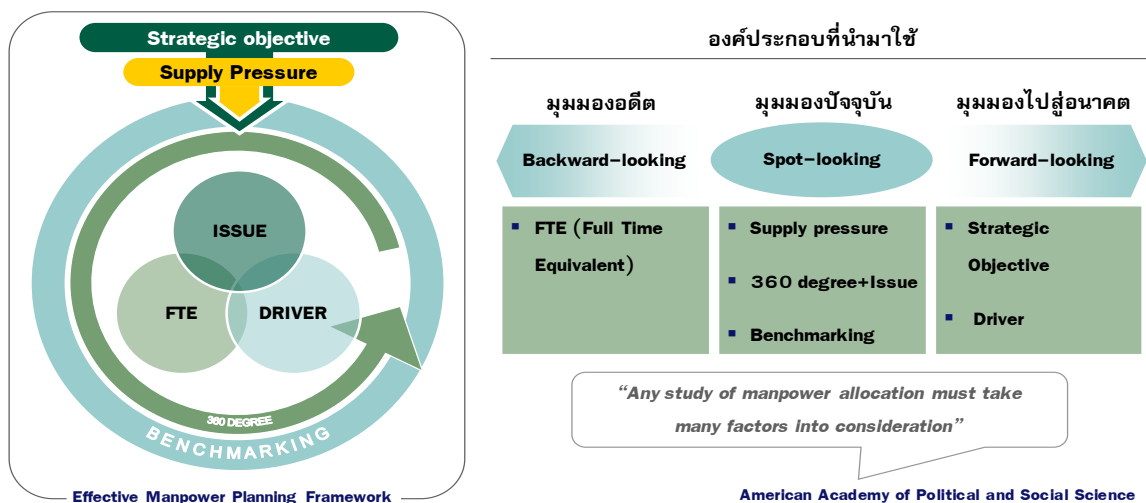 Strategic objective
Supply Pressure
ISSUE
FTE
DRIVER
360 DEGREE
BENCHMARKING
Effective Manpower Planning Framework
องค์ประกอบที่นำมาใช้
มุมมองอดีต
มุมมองปัจจุบัน
มุมมองไปสู่อนาคต
Backward-looking
Spot-looking
Forward-looking
▪ FTE (Full Time
Equivalent)
▪ Supply pressure
▪ 360 degree+Issue
▪ Benchmarking
▪ Strategic
Objective
▪ Driver
“Any study of manpower allocation must take
many factors into consideration”
American Academy of Political and Social Science